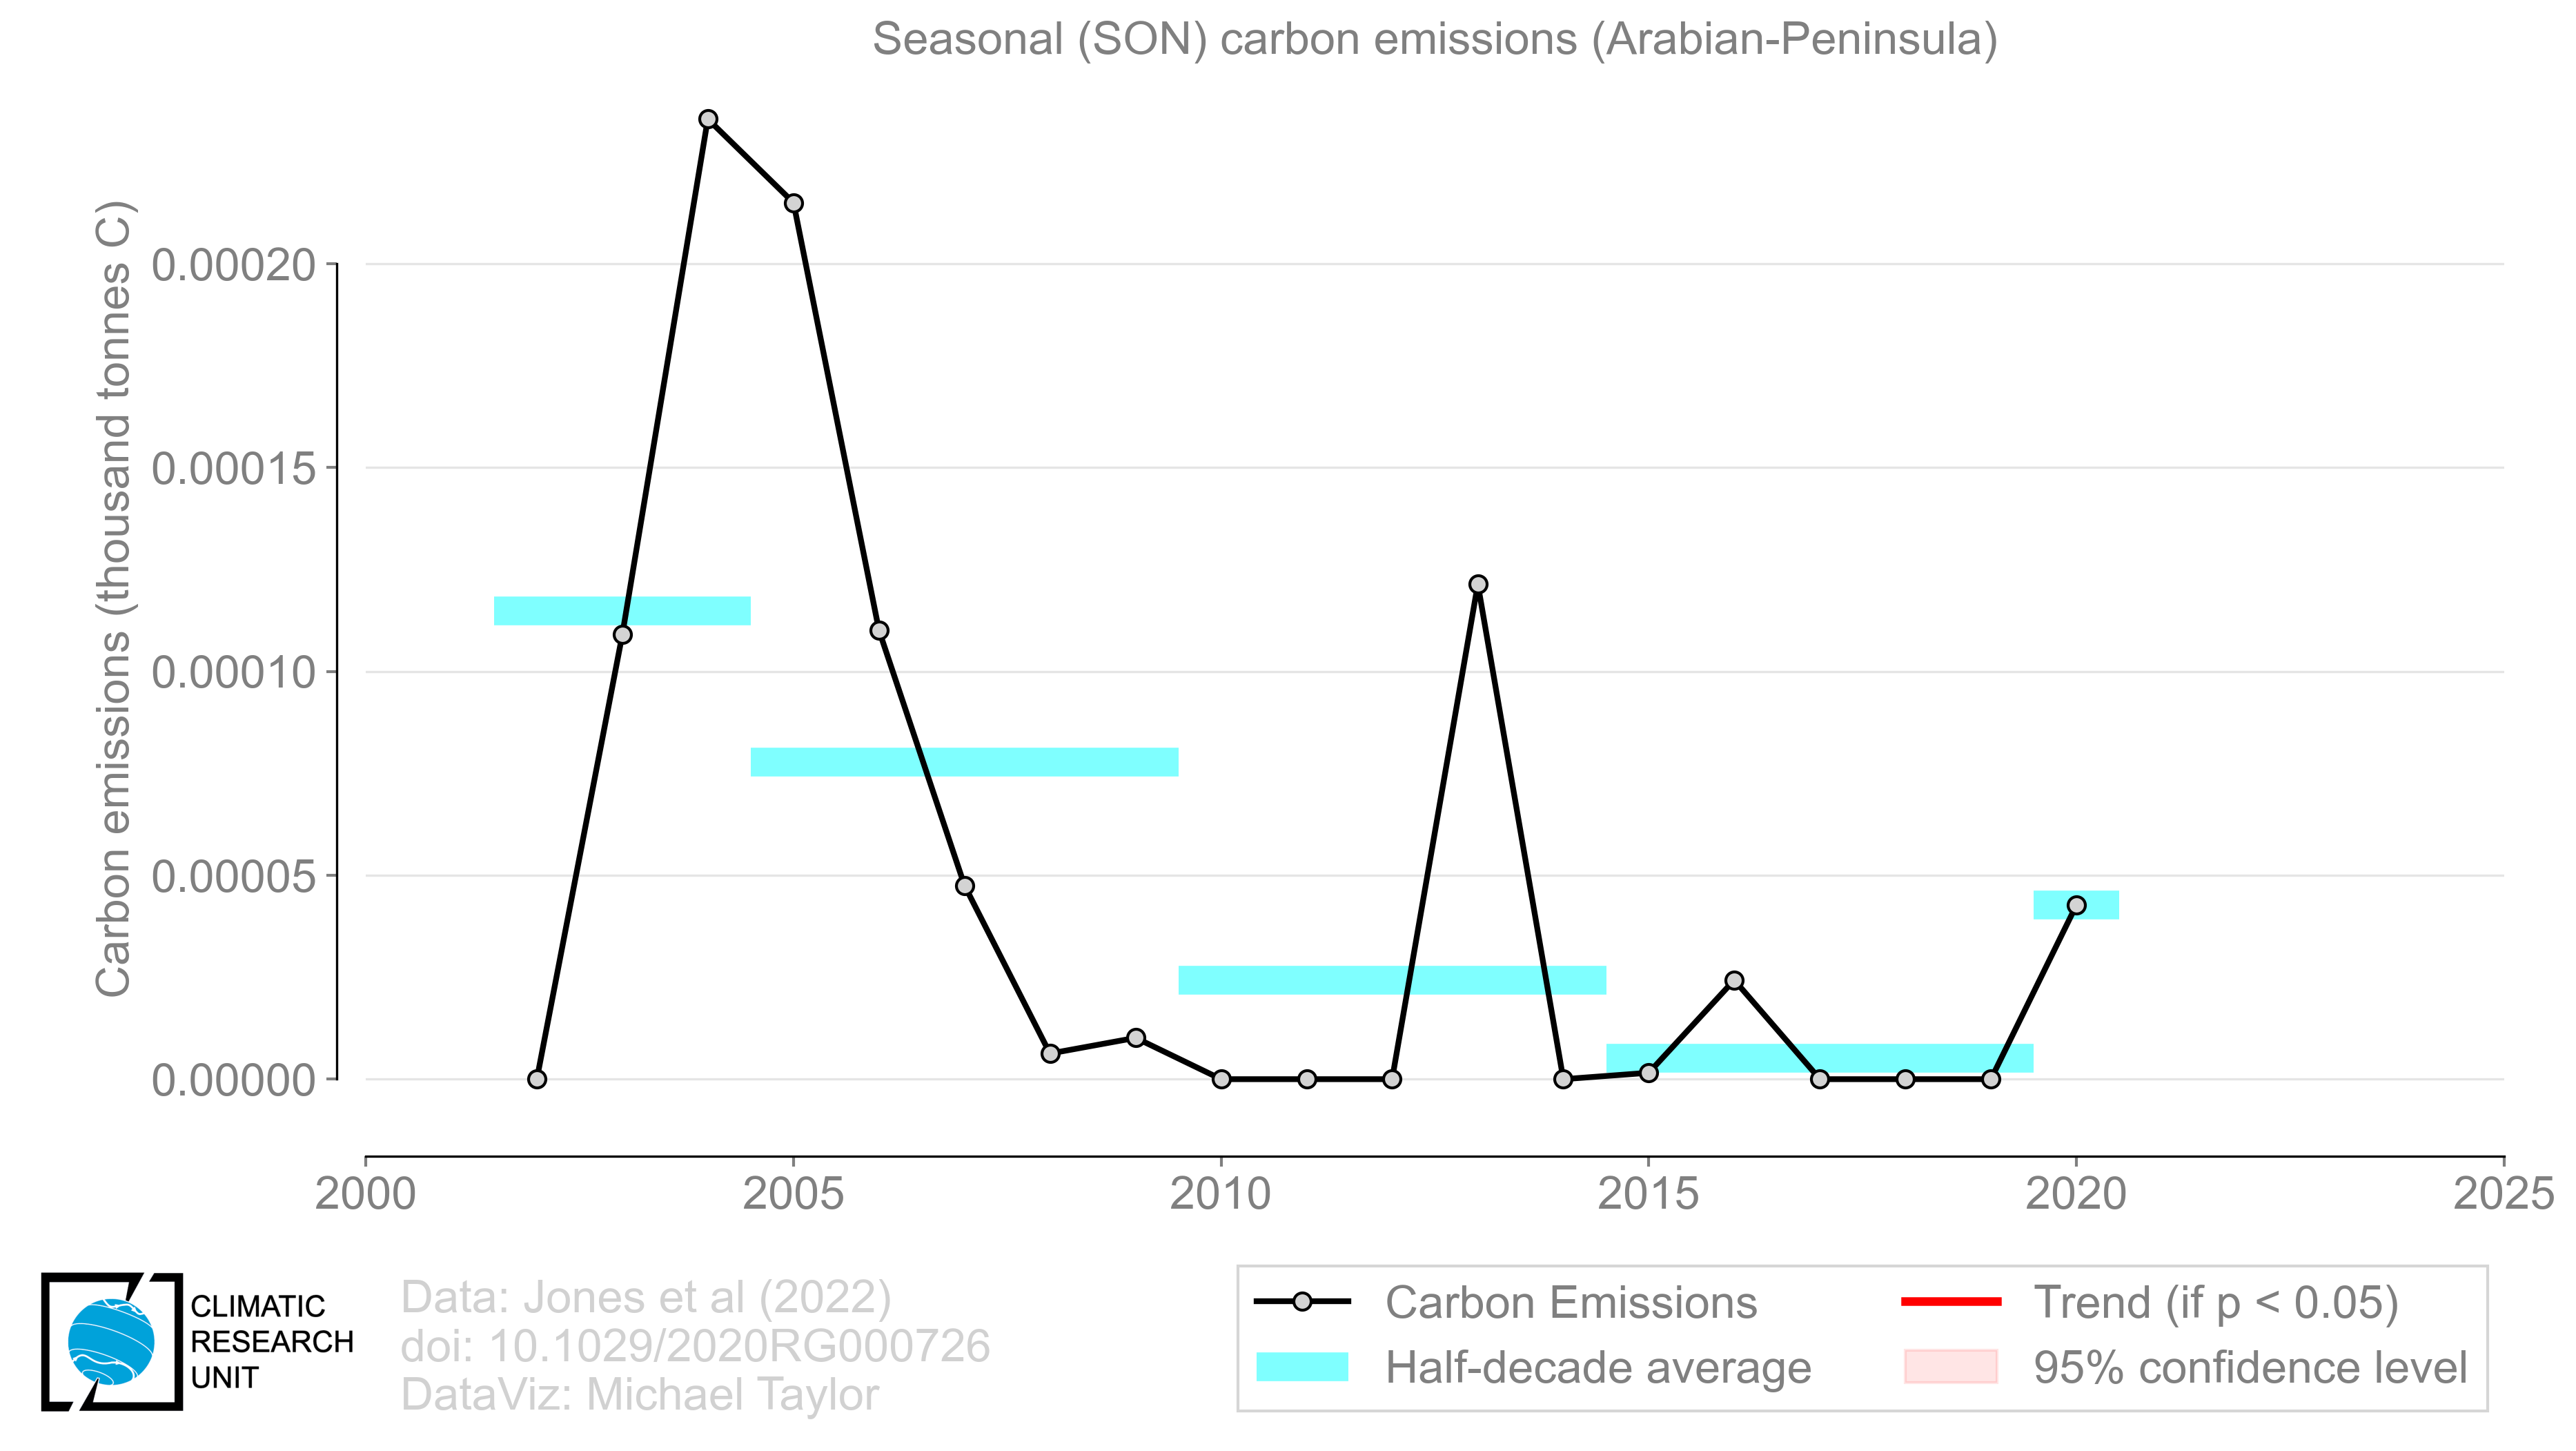 Seasonal (SON) carbon emissions (Arabian-Peninsula)
Carbon emissions (thousand tonnes C)
0.00020
0.00015
0.00010
0.00005
0.00000
2000 2005 2010 2015 2020 2025
CLIMATIC
RESEARCH
UNIT
Data: Jones et al (2022)
doi: 10.1029/2020RG000726
DataViz: Michael Taylor
Carbon Emissions
Half-decade average
Trend (if p < 0.05)
95% confidence level